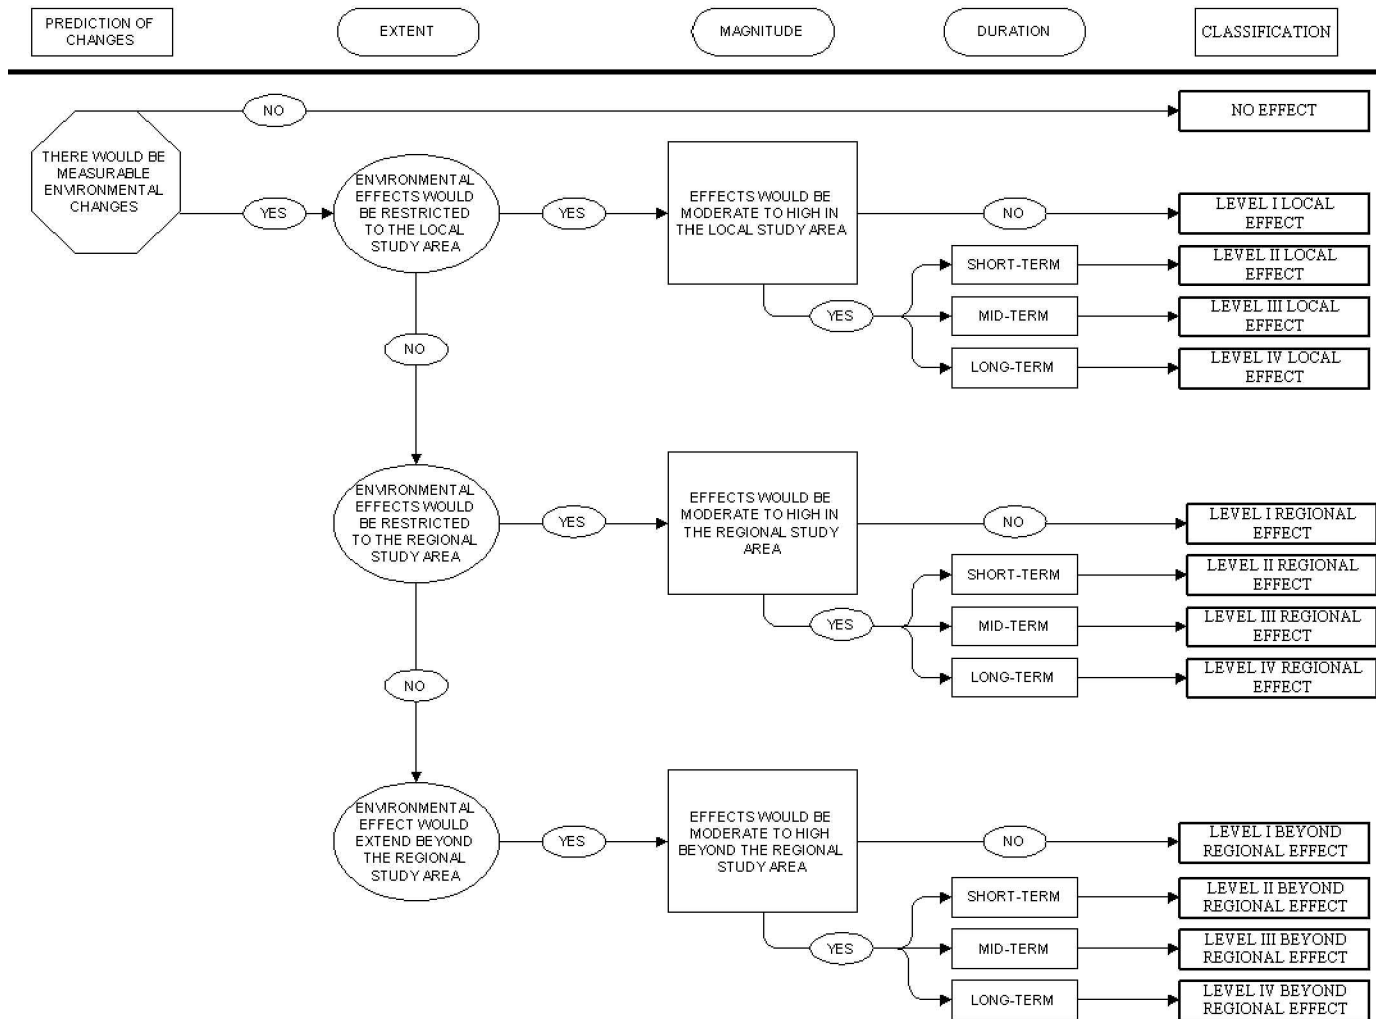 PREDICTION OF
CHANGES
EXTENT
MAGNITUDE
DURATION
CLASSIFICATION
NO
NO EFFECT
THERE WOULD BE
MEASURABLE
ENVIRONMENTAL
CHANGES
YES
ENVIRONMENTAL
EFFECTS WOULD
BE RESTRICTED
TO THE LOCAL
STUDY AREA
YES
EFFECTS WOULD BE
MODERATE TO HIGH IN
THE LOCAL STUDY AREA
NO
LEVEL I LOCAL
EFFECT
SHORT-TERM
LEVEL II LOCAL
EFFECT
YES
MID-TERM
LEVEL III LOCAL
EFFECT
LONG-TERM
LEVEL IV LOCAL
EFFECT
NO
ENVIRONMENTAL
EFFECTS WOULD
BE RESTRICTED
TO THE REGIONAL
STUDY AREA
YES
EFFECTS WOULD BE
MODERATE TO HIGH IN
THE REGIONAL STUDY
AREA
NO
LEVEL I REGIONAL
EFFECT
SHORT-TERM
LEVEL II REGIONAL
EFFECT
YES
MID-TERM
LEVEL III REGIONAL
EFFECT
LONG-TERM
LEVEL IV REGIONAL
EFFECT
NO
ENVIRONMENTAL
EFFECT WOULD
EXTEND BEYOND
THE REGIONAL
STUDY AREA
YES
EFFECTS WOULD BE
MODERATE TO HIGH
BEYOND THE REGIONAL
STUDY AREA
NO
LEVEL I BEYOND
REGIONAL EFFECT
SHORT-TERM
LEVEL II BEYOND
REGIONAL EFFECT
YES
MID-TERM
LEVEL III BEYOND
REGIONAL EFFECT
LONG-TERM
LEVEL IV BEYOND
REGIONAL EFFECT